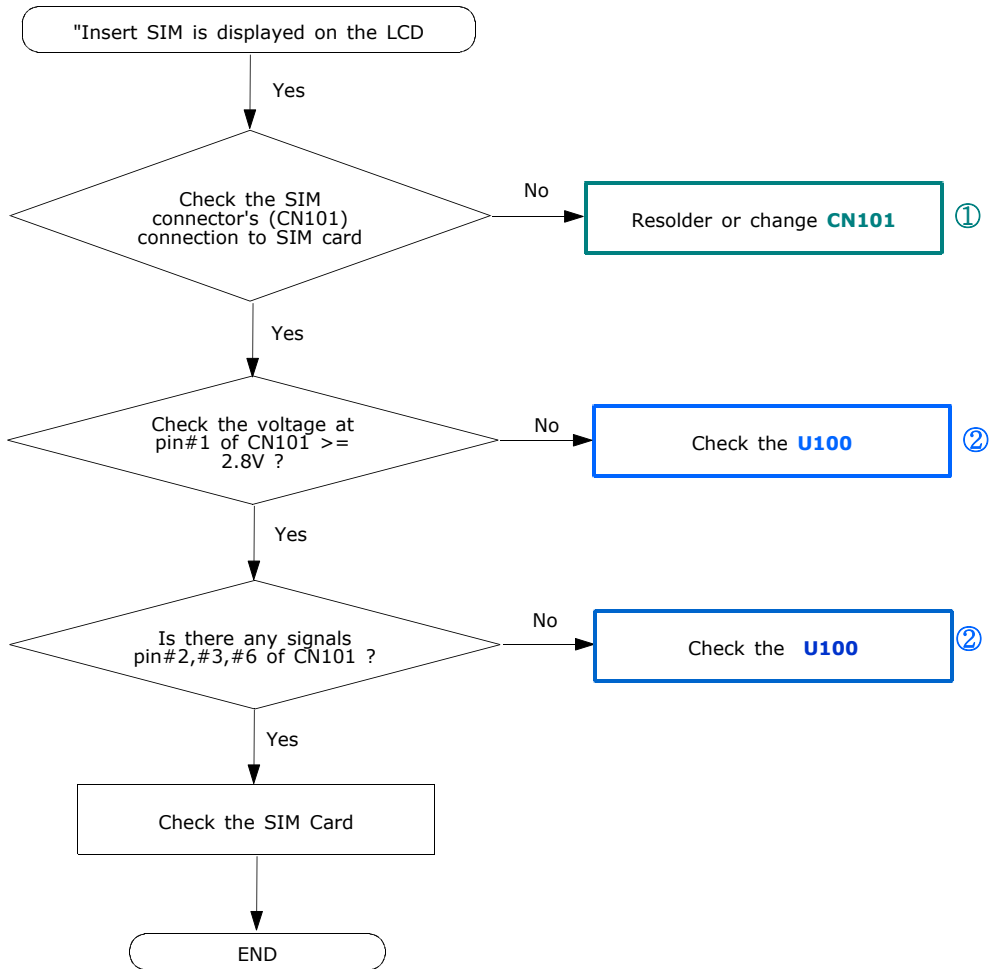 "Insert SIM is displayed on the LCD
Yes
Check the SIM
connector's (CN101)
connection to SIM card
No
Resolder or change CN101
①
Yes
Check the voltage at
pin#1 of CN101 >=
2.8V ?
No
Check the U100
②
Yes
Is there any signals
pin#2,#3,#6 of CN101 ?
No
Check the U100
②
Yes
Check the SIM Card
END